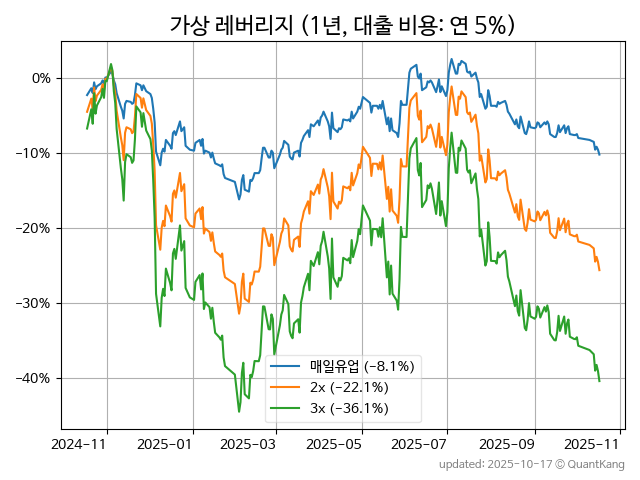 가상 레버리지 (1년, 대출 비용: 연 5%)
0%
−10%
−20%
−30%
−40%
매일유업 (−8.1%)
2x (−22.1%)
3x (−36.1%)
2024-11
2025-01
2025-03
2025-05
2025-07
2025-09
2025-11
updated: 2025-10-17 © QuantKang